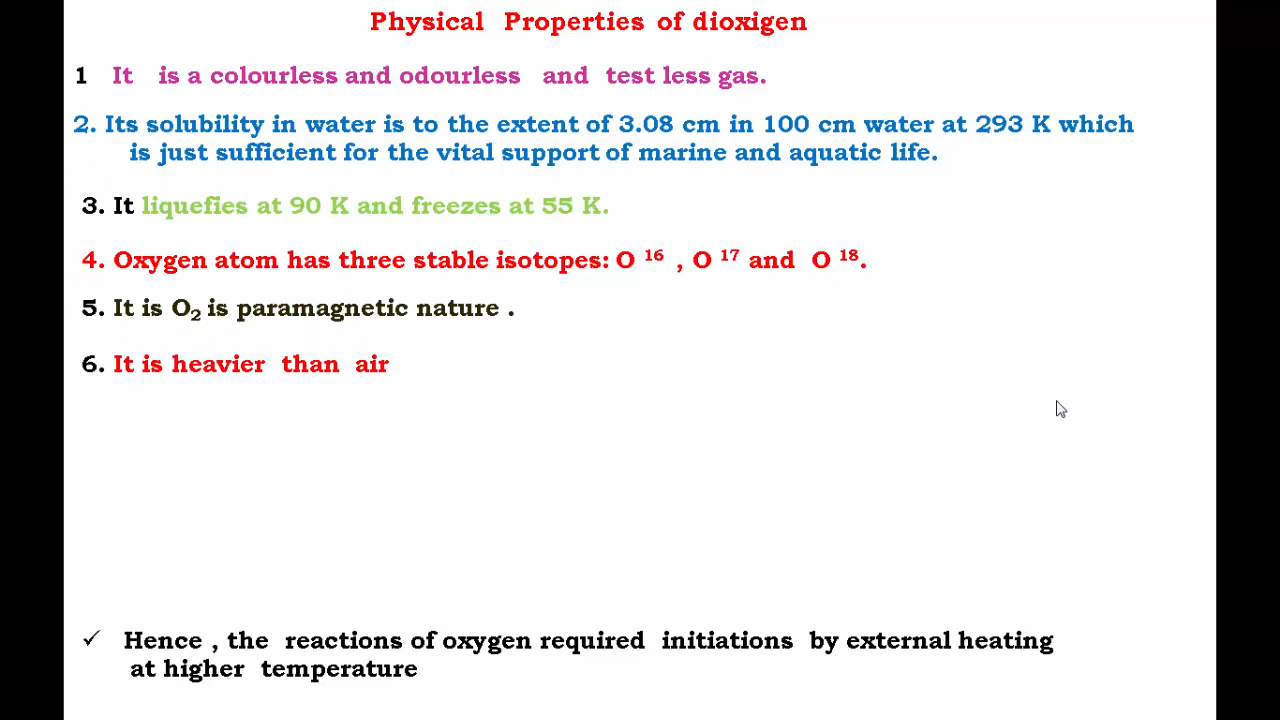 Physical Properties of dioxigen
1 It is a colourless and odourless and test less gas.
2. Its solubility in water is to the extent of 3.08 cm in 100 cm water at 293 K which
is just sufficient for the vital support of marine and aquatic life.
3. It liquefies at 90 K and freezes at 55 K.
4. Oxygen atom has three stable isotopes: O ¹⁶ , O ¹⁷ and O ¹⁸.
5. It is O₂ is paramagnetic nature .
6. It is heavier than air
✓ Hence , the reactions of oxygen required initiations by external heating
at higher temperature